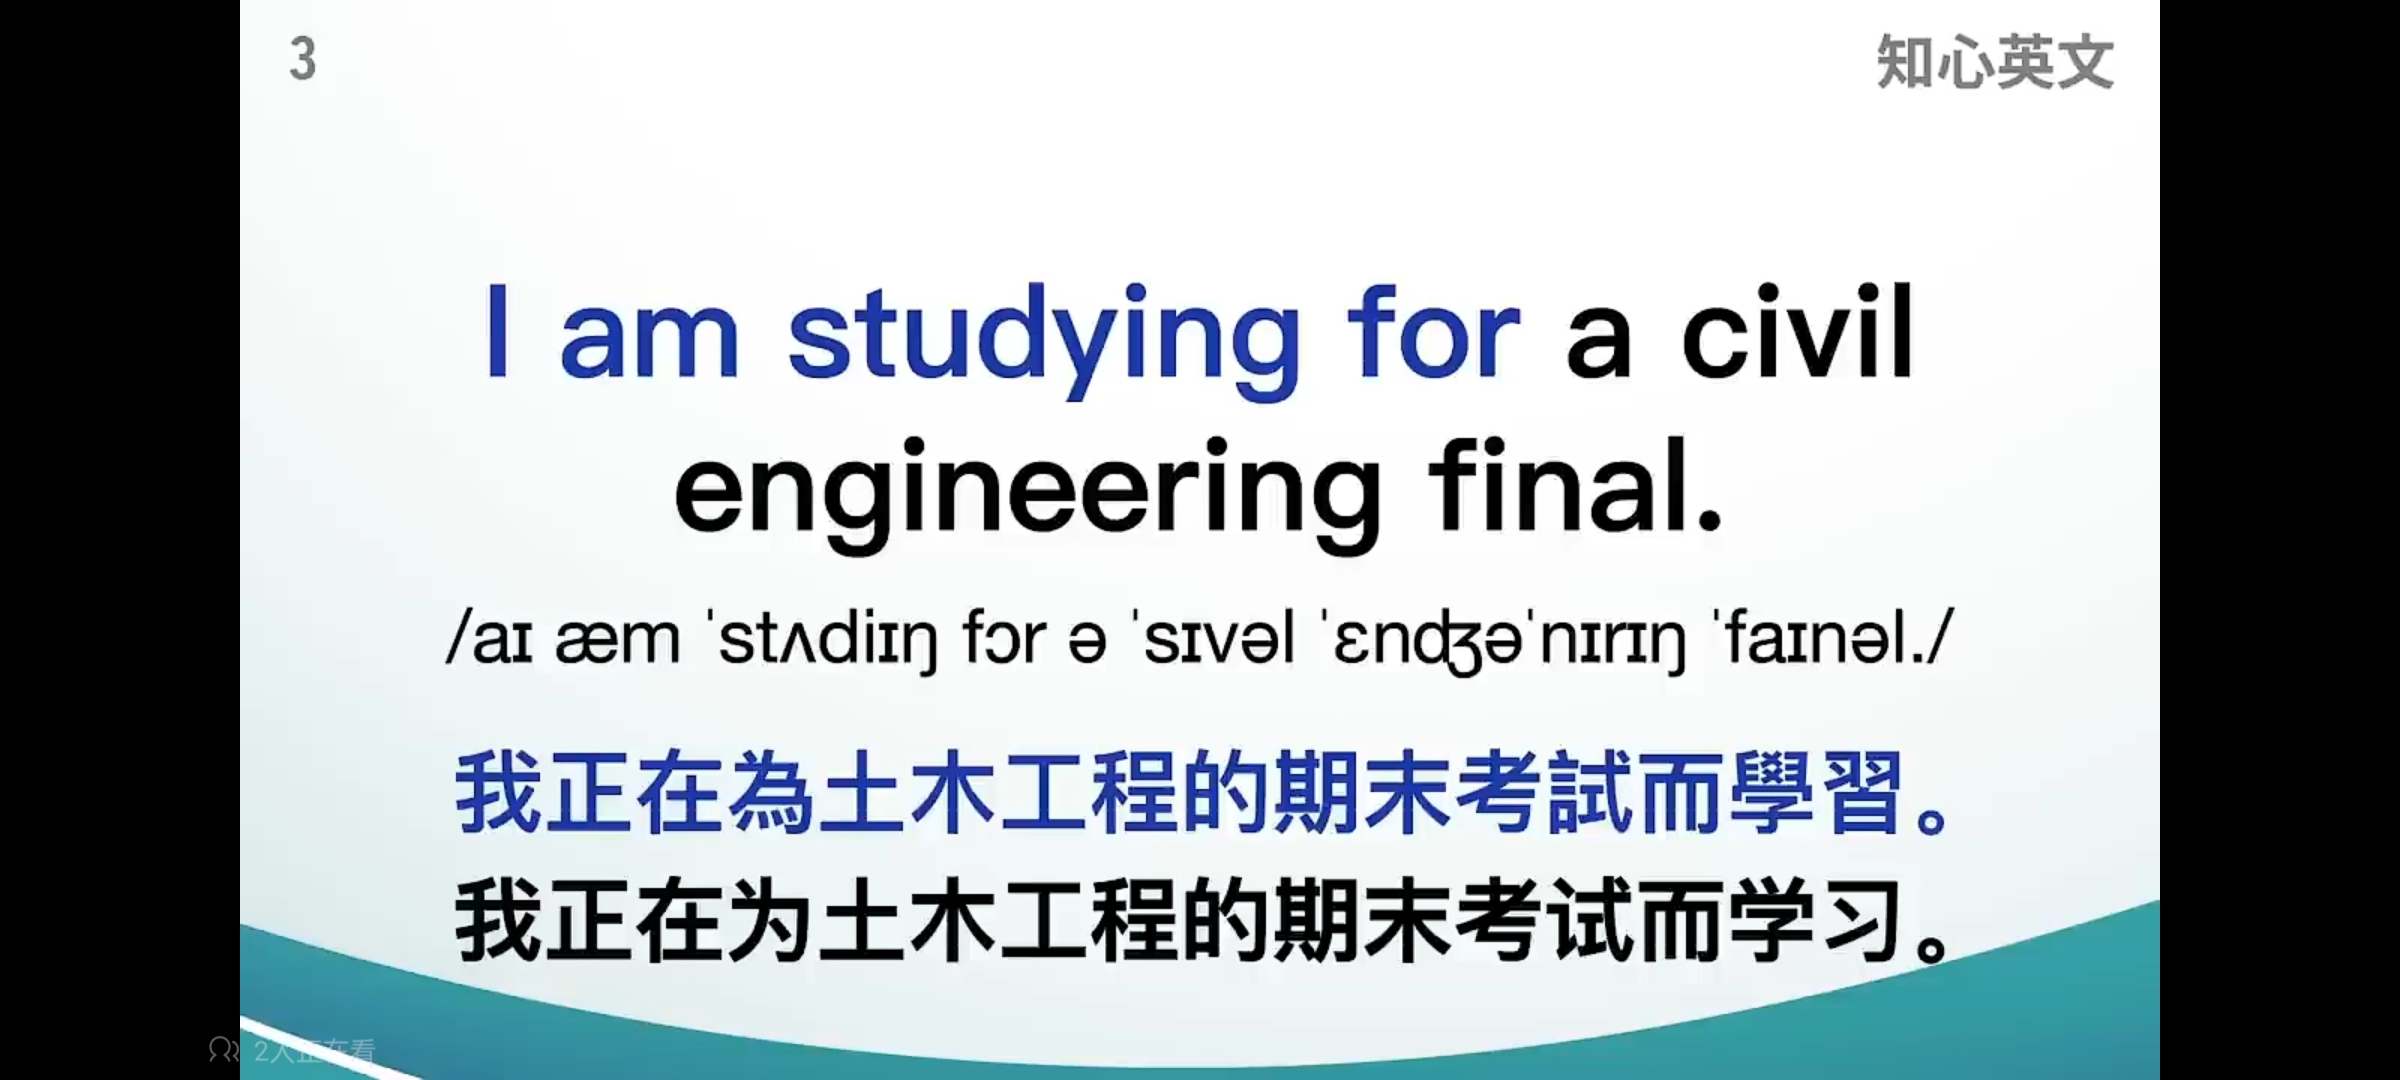 3
知心英文
I am studying for a civil
engineering final.
/aɪ æm ˈstʌdiɪŋ fɔr ə ˈsɪvəl ˈɛnʤəˈnɪrɪŋ ˈfaɪnəl./
我正在為土木工程的期末考試而學習。
我正在为土木工程的期末考试而学习。
2人正在看